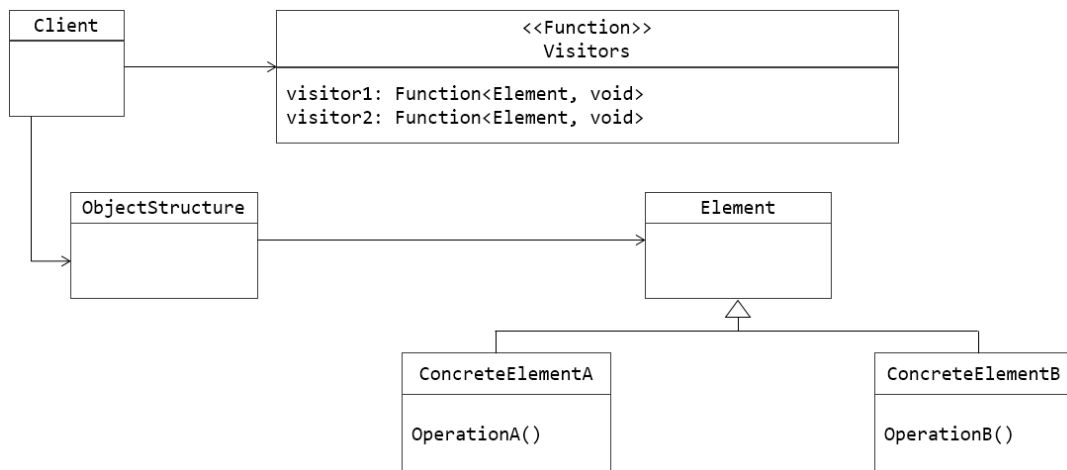 Client
<<Function>>
Visitors
visitor1: Function<Element, void>
visitor2: Function<Element, void>
ObjectStructure
Element
ConcreteElementA
OperationA()
ConcreteElementB
OperationB()